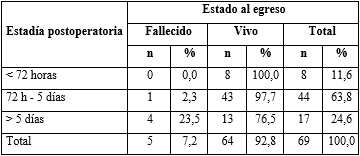 Estadía postoperatoria Estado al egreso
Fallecido Vivo Total
n % n % n %
< 72 horas 0 0,0 8 100,0 8 11,6
72 h - 5 días 1 2,3 43 97,7 44 63,8
> 5 días 4 23,5 13 76,5 17 24,6
Total 5 7,2 64 92,8 69 100,0